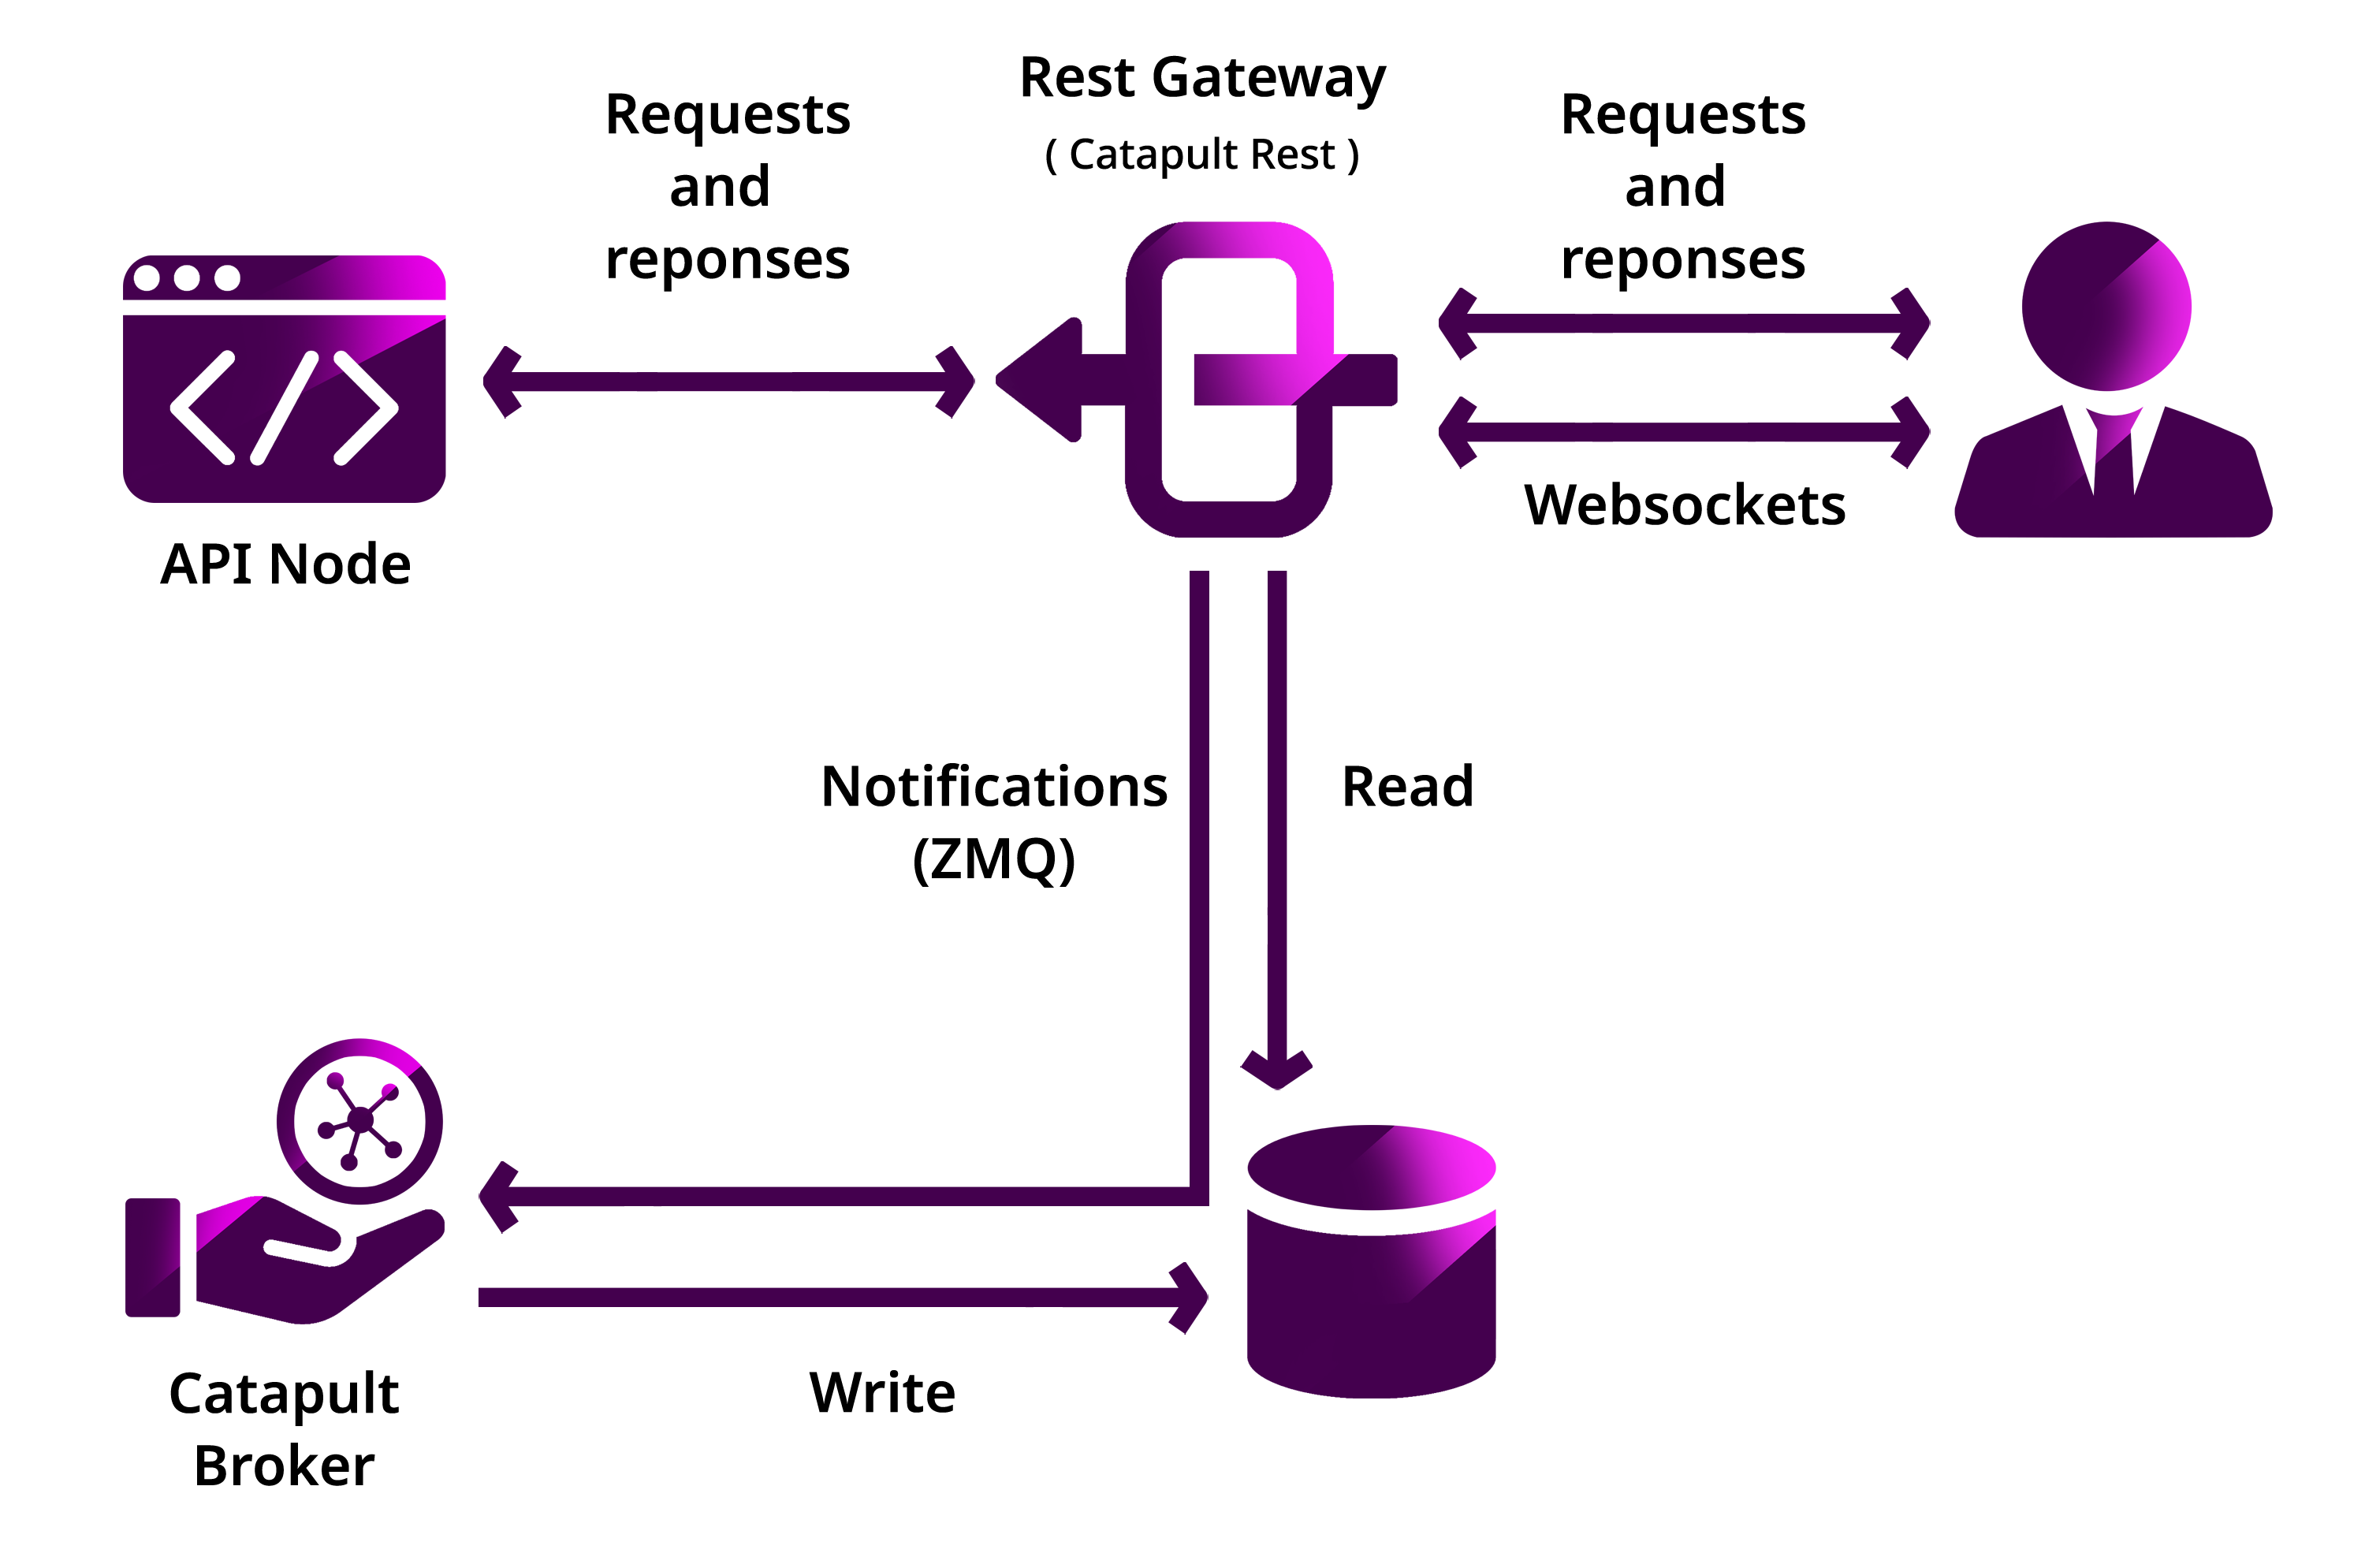 Rest Gateway
( Catapult Rest )
Requests
and
reponses
Requests
and
reponses
Websockets
API Node
Notifications
(ZMQ)
Read
Write
Catapult
Broker